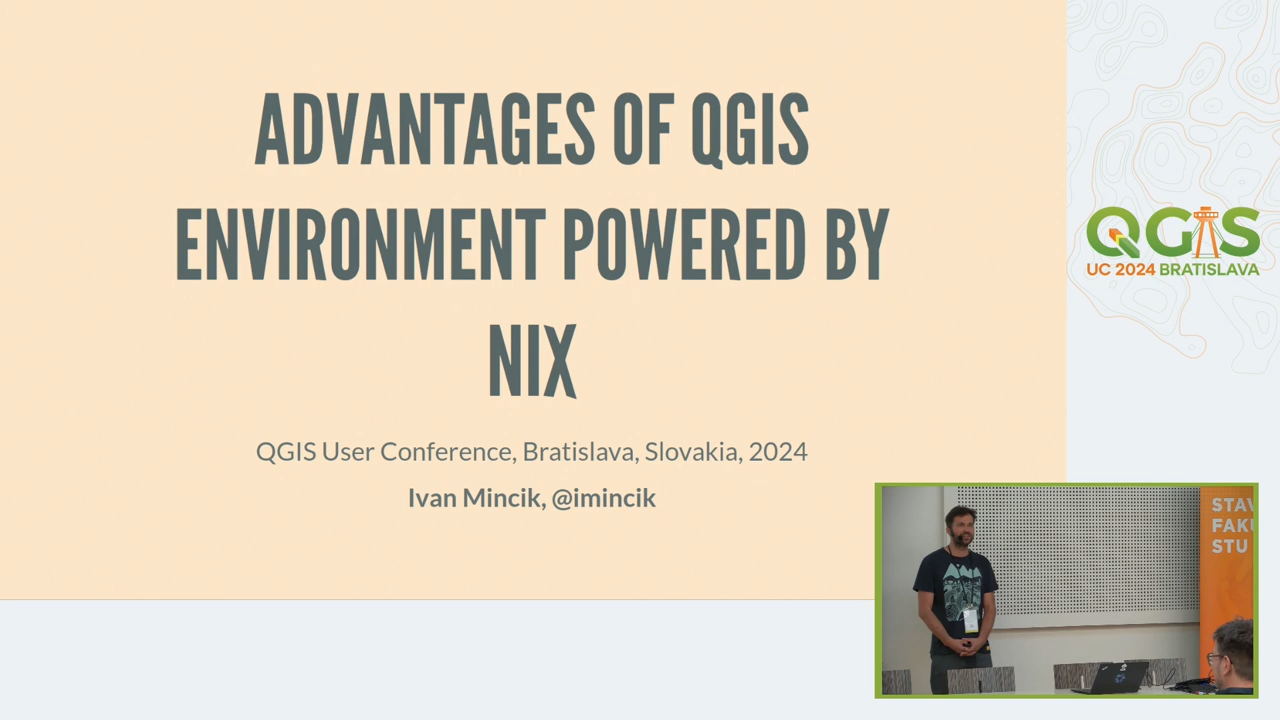 ADVANTAGES OF QGIS
ENVIRONMENT POWERED BY
NIX
QGIS User Conference, Bratislava, Slovakia, 2024
Ivan Mincik, @imincik
QGIS
UC 2024 BRATISLAVA
STAV
FAKU
STU